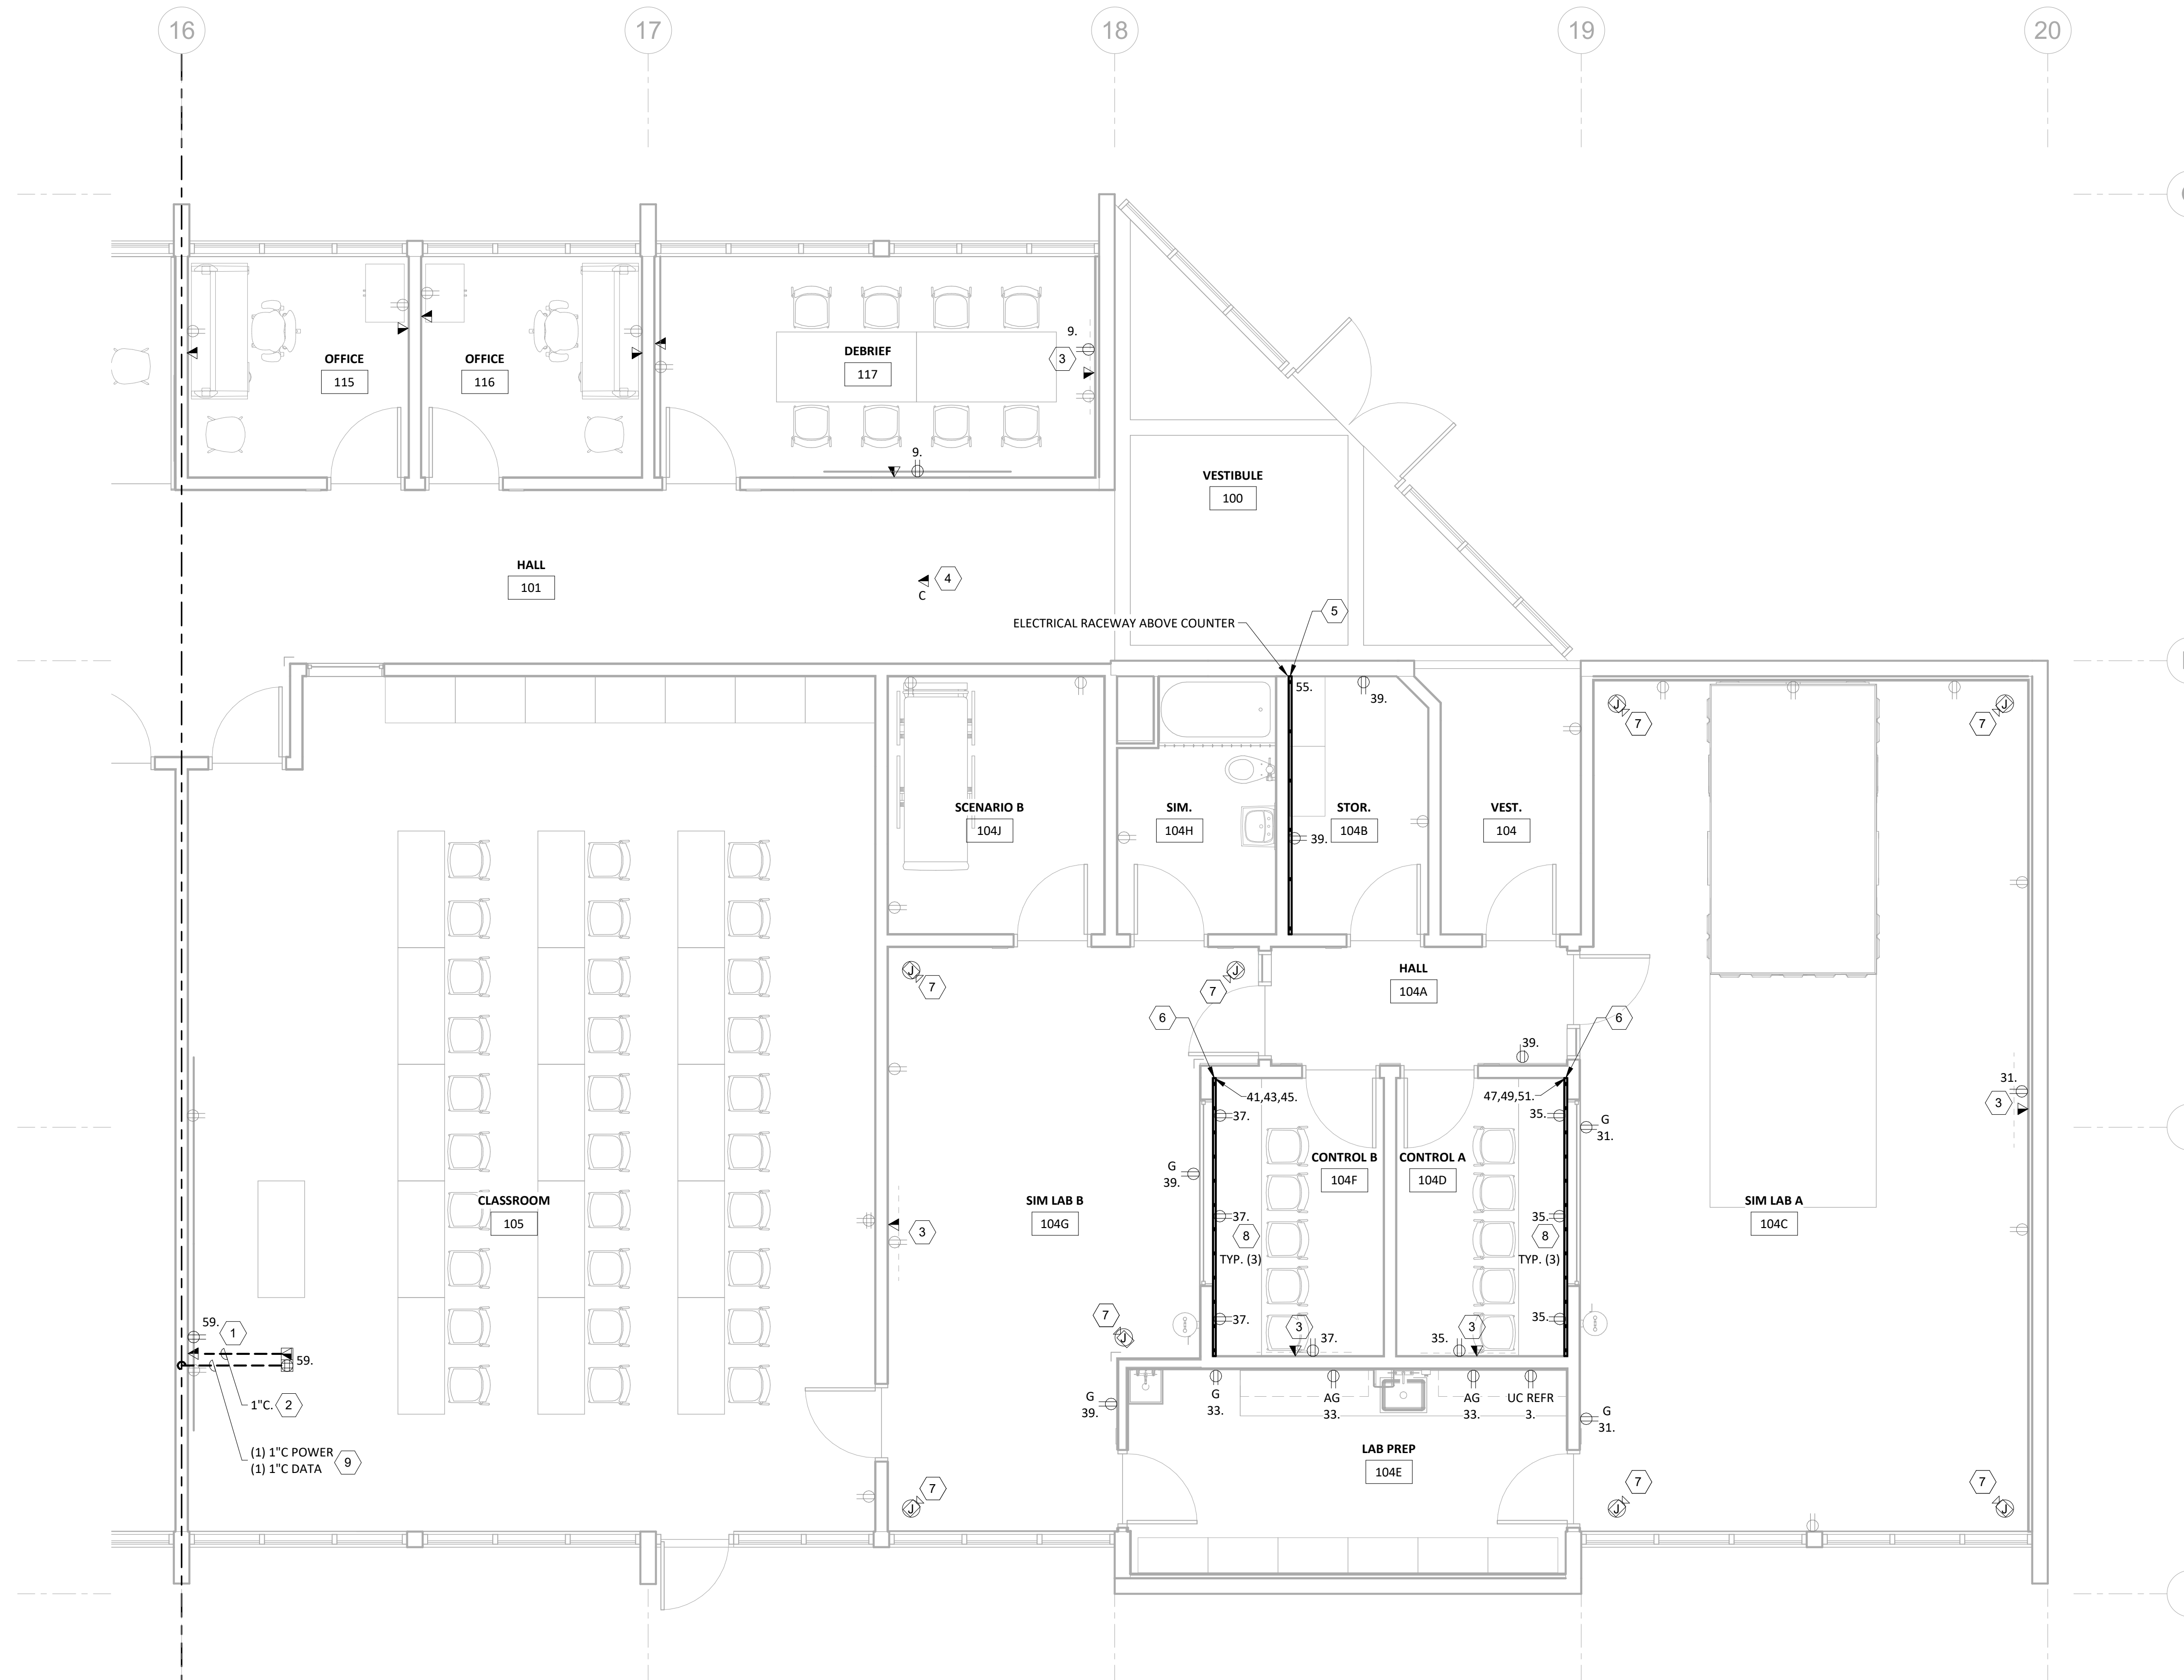 16
17
18
19
20
OFFICE
115
OFFICE
116
DEBRIEF
117
9.
3
9.
VESTIBULE
100
HALL
101
4
C
5
ELECTRICAL RACEWAY ABOVE COUNTER
55.
39.
J
7
J
7
SCENARIO B
104J
SIM.
104H
39.
STOR.
104B
VEST.
104
J
7
J
7
HALL
104A
6
6
39.
41,43,45.
47,49,51.
37.
35.
31.
3
G
31.
G
39.
CONTROL B
104F
CONTROL A
104D
CLASSROOM
105
SIM LAB B
104G
SIM LAB A
104C
3
37.
8
TYP. (3)
35.
8
TYP. (3)
7
J
37.
3
37.
35.
3
35.
59.
1
59.
1"C.
2
G
39.
G
33.
AG
33.
AG
33.
UC REFR
3.
G
31.
(1) 1"C POWER
(1) 1"C DATA
9
LAB PREP
104E
7
J
7
J
7
J